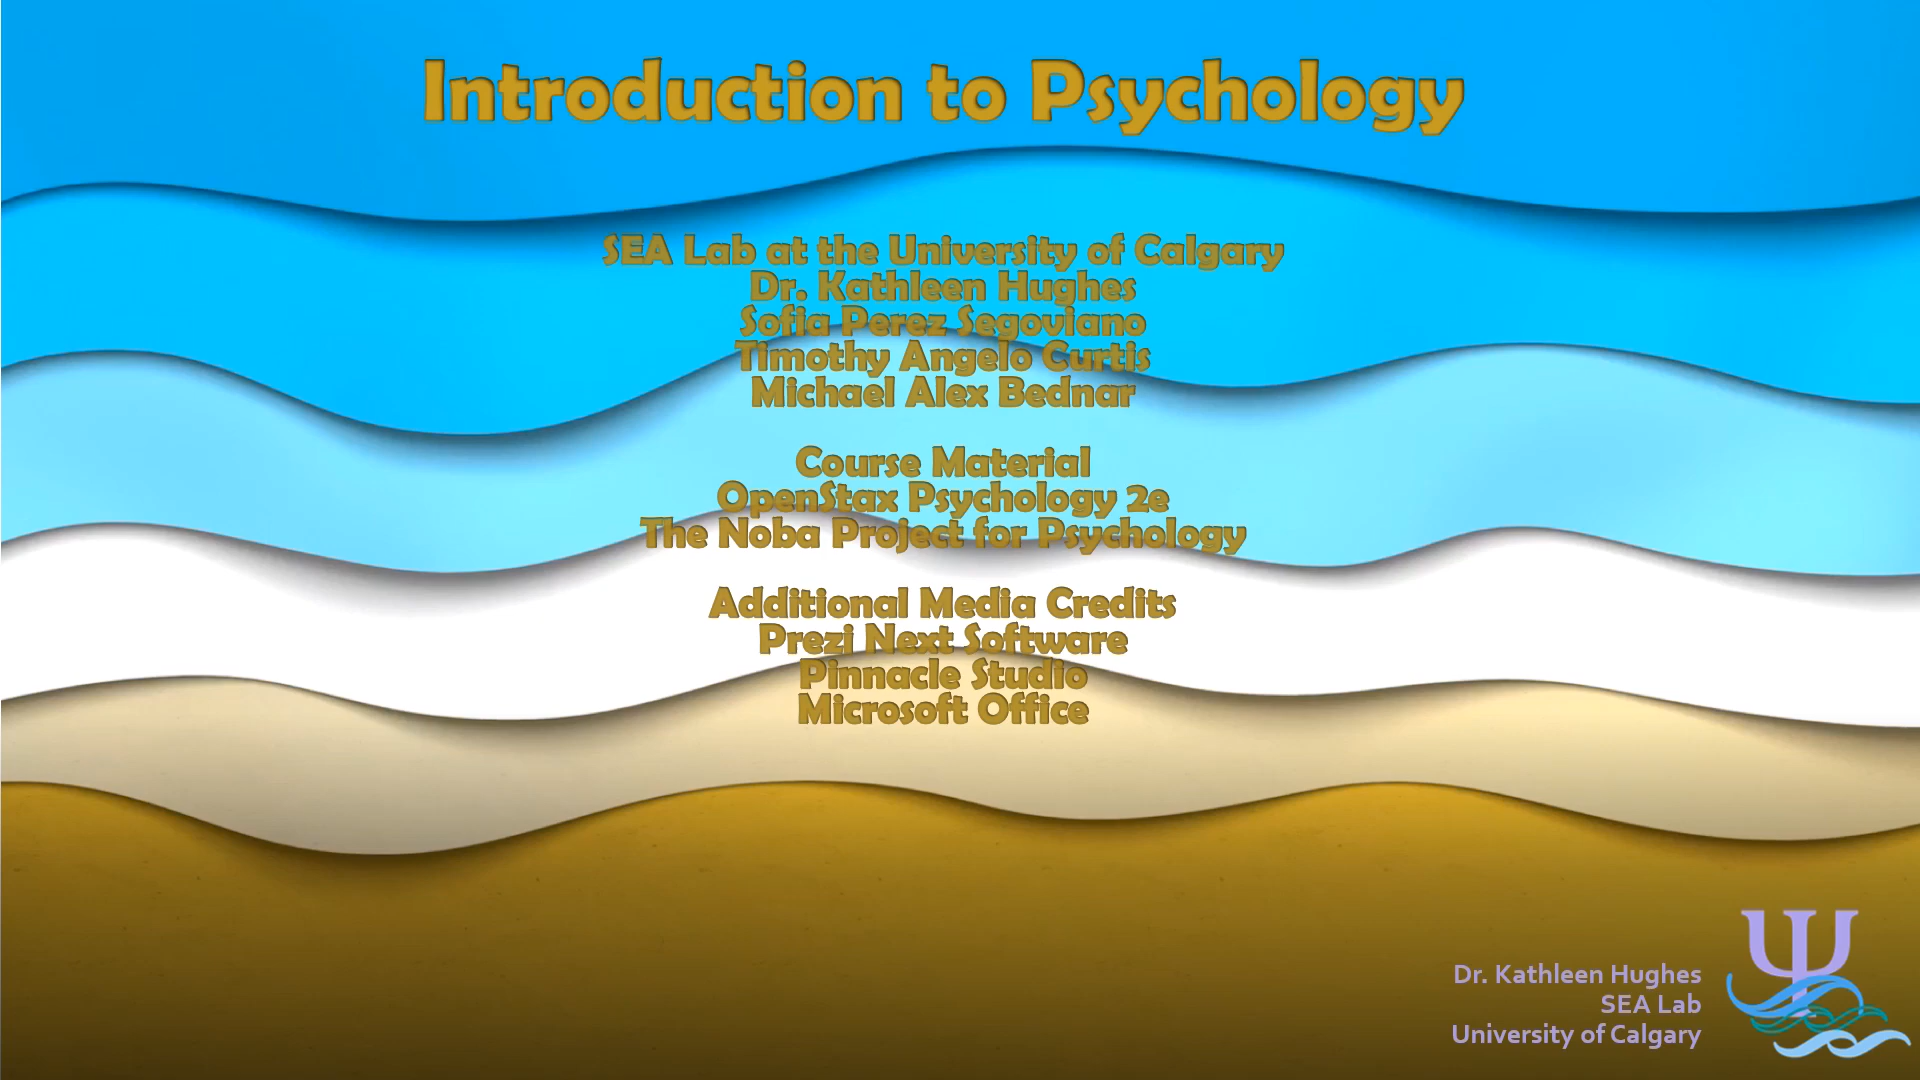 Introduction to Psychology
SEA Lab at the University of Calgary
Dr. Kathleen Hughes
Sofia Perez Segoviano
Timothy Angelo Curtis
Michael Alex Bednar
Course Material
OpenStax Psychology 2e
The Noba Project for Psychology
Additional Media Credits
Prezi Next Software
Pinnacle Studio
Microsoft Office
Dr. Kathleen Hughes
SEA Lab
University of Calgary
Ψ